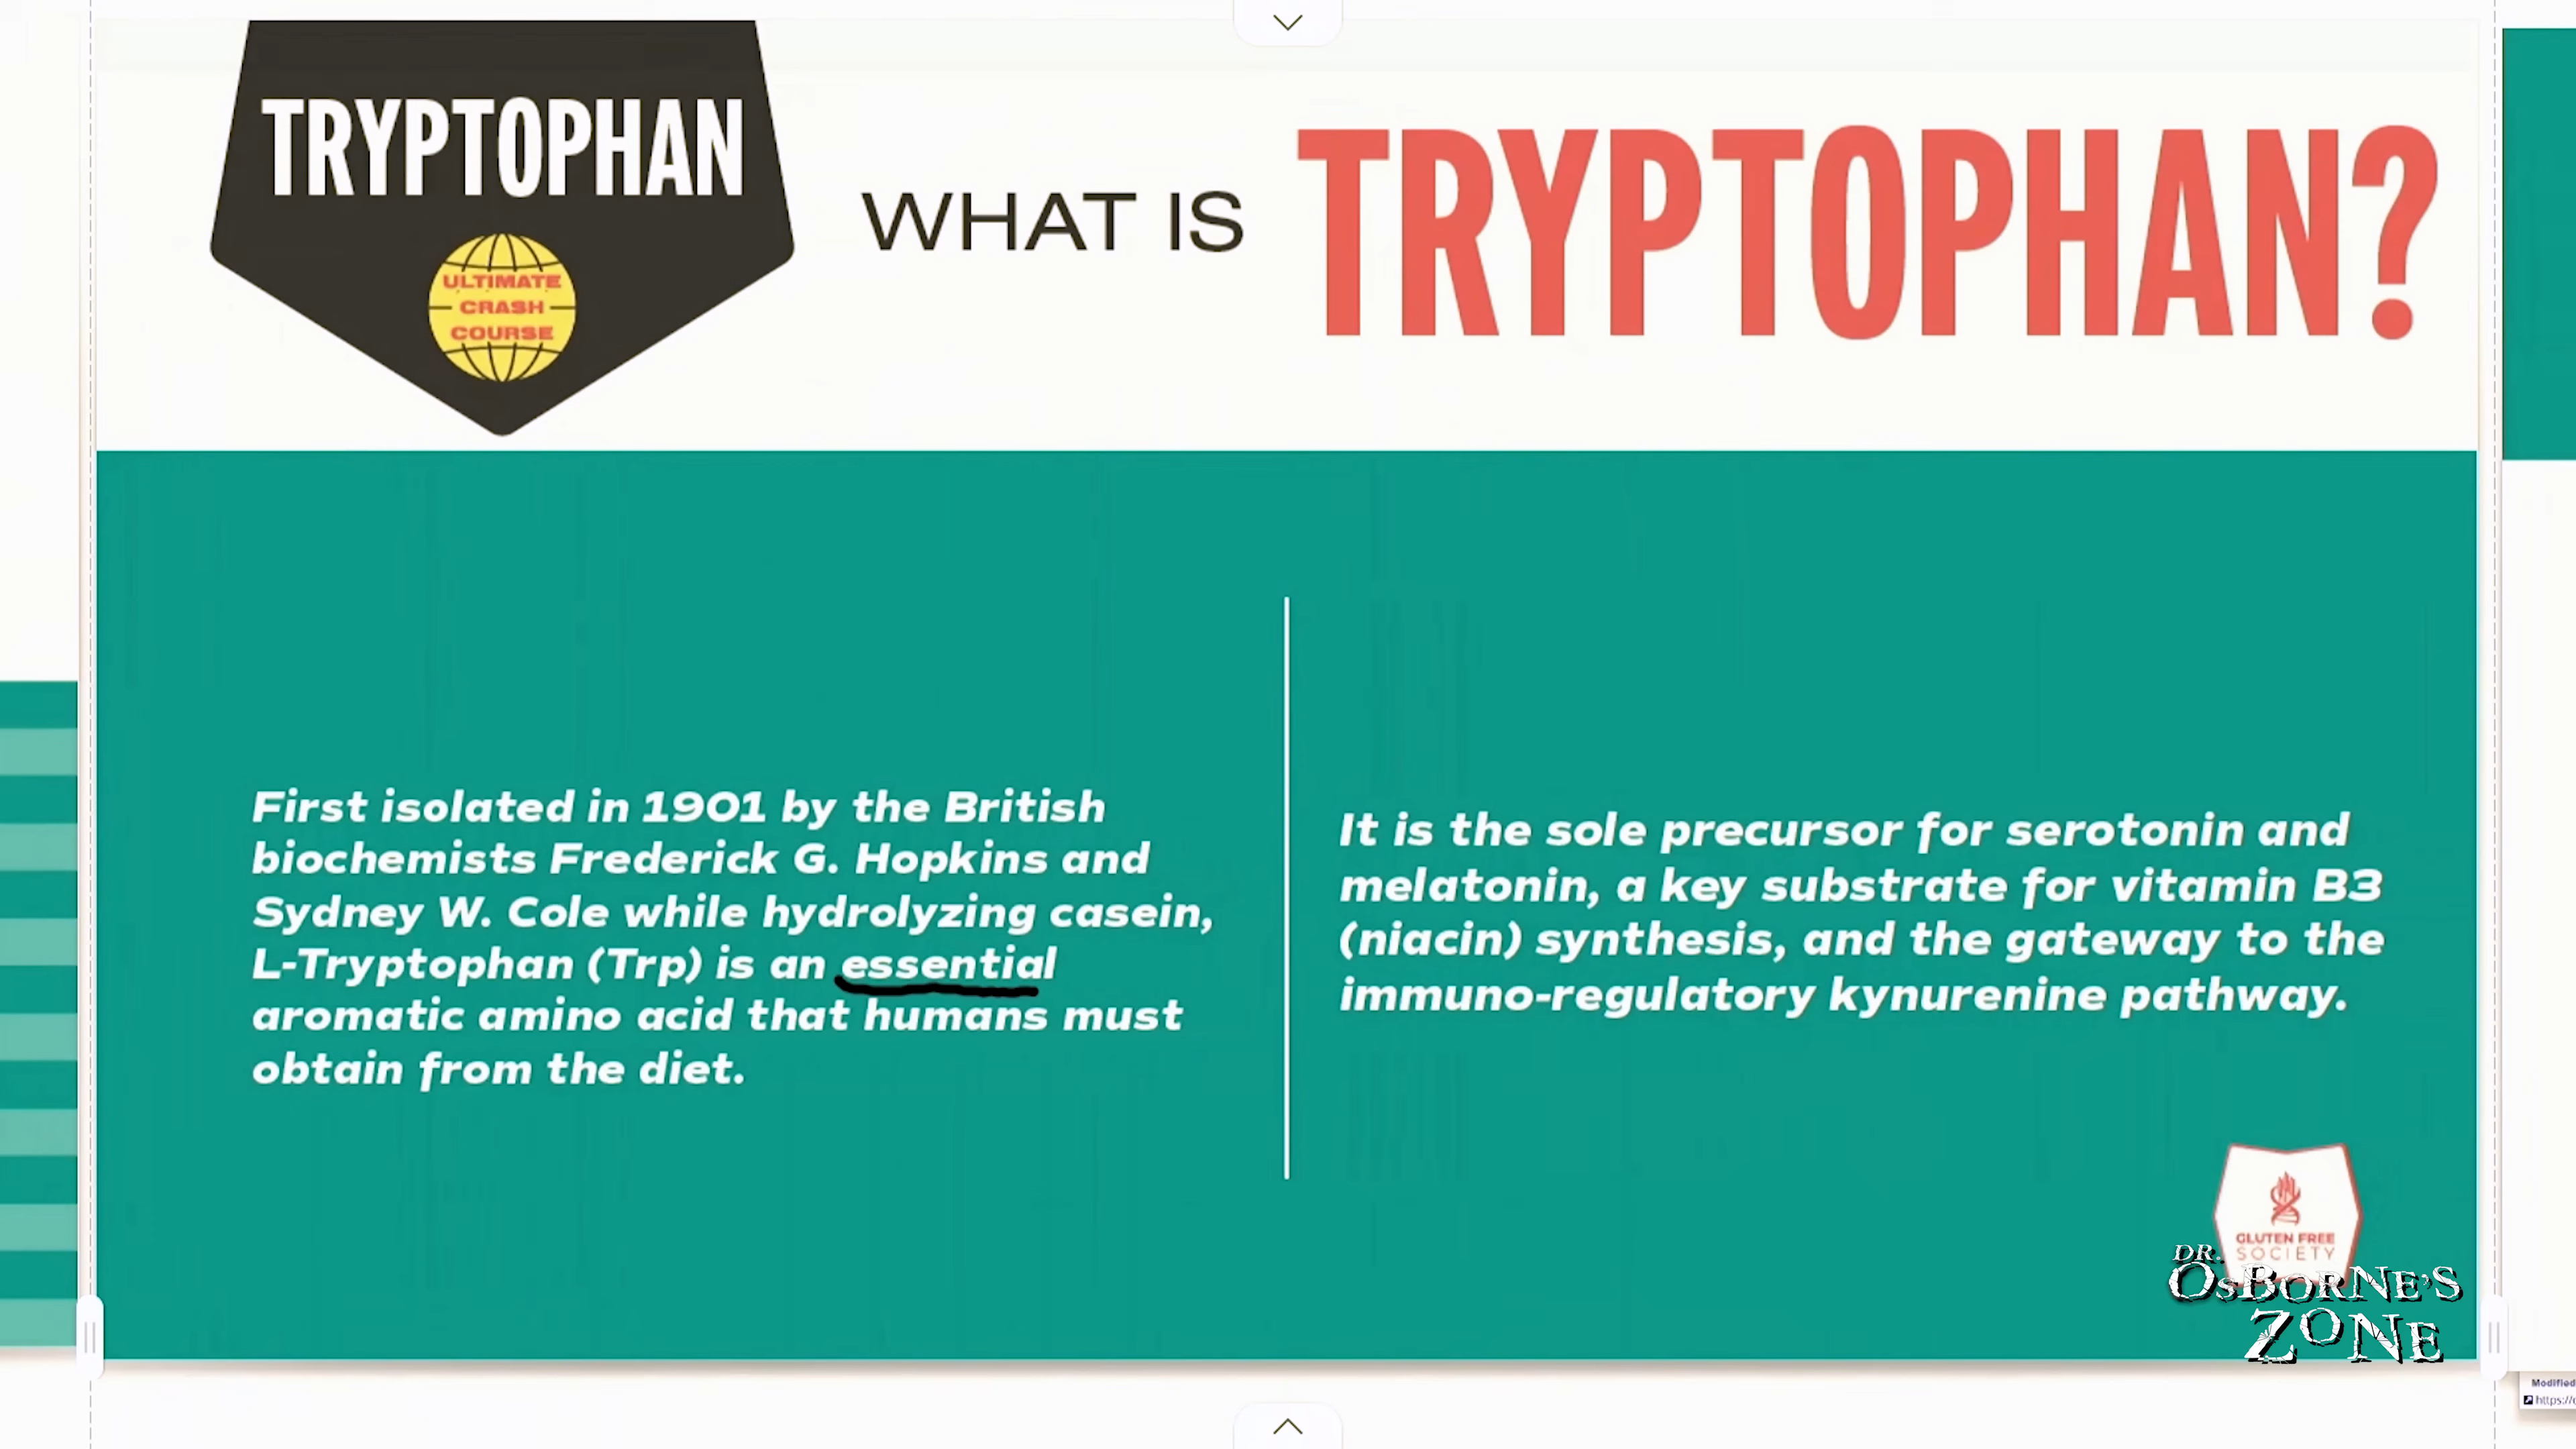 TRYPTOPHAN
ULTIMATE
CRASH
COURSE
WHAT IS TRYPTOPHAN?
First isolated in 1901 by the British
biochemists Frederick G. Hopkins and
Sydney W. Cole while hydrolyzing casein,
L-Tryptophan (Trp) is an essential
aromatic amino acid that humans must
obtain from the diet.
It is the sole precursor for serotonin and
melatonin, a key substrate for vitamin B3
(niacin) synthesis, and the gateway to the
immuno-regulatory kynurenine pathway.
GLUTEN FREE
SOCIETY
DR.
OSBORNE'S
ZONE
Modified
https://